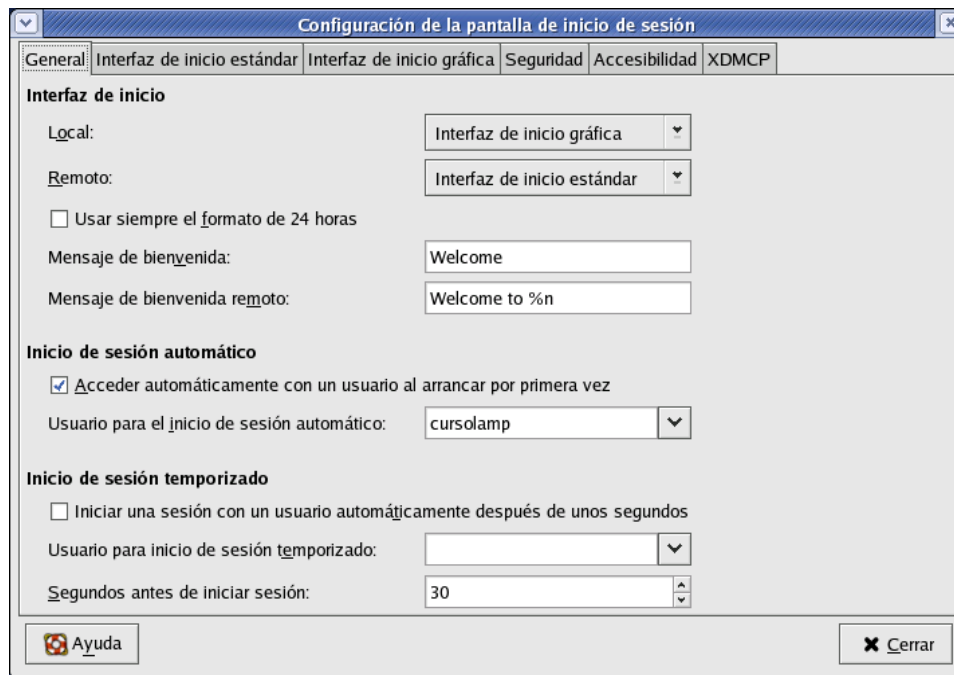 Configuración de la pantalla de inicio de sesión
General Interfaz de inicio estándar Interfaz de inicio gráfica Seguridad Accesibilidad XDMCP
Interfaz de inicio
Local: Interfaz de inicio gráfica
Remoto: Interfaz de inicio estándar
Usar siempre el formato de 24 horas
Mensaje de bienvenida: Welcome
Mensaje de bienvenida remoto: Welcome to %n
Inicio de sesión automático
Acceder automáticamente con un usuario al arrancar por primera vez
Usuario para el inicio de sesión automático: cursolamp
Inicio de sesión temporizado
Iniciar una sesión con un usuario automáticamente después de unos segundos
Usuario para inicio de sesión temporizado:
Segundos antes de iniciar sesión: 30
Ayuda Cerrar